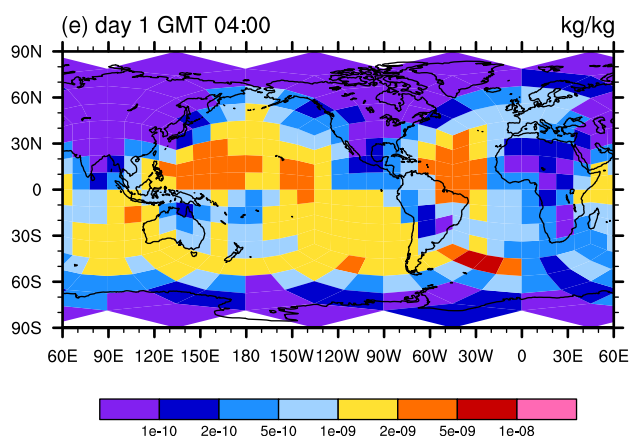 (e) day 1 GMT 04:00 kg/kg
90N
60N
30N
0
30S
60S
90S
60E 90E 120E 150E 180 150W 120W 90W 60W 30W 0 30E 60E
1e-10 2e-10 5e-10 1e-09 2e-09 5e-09 1e-08